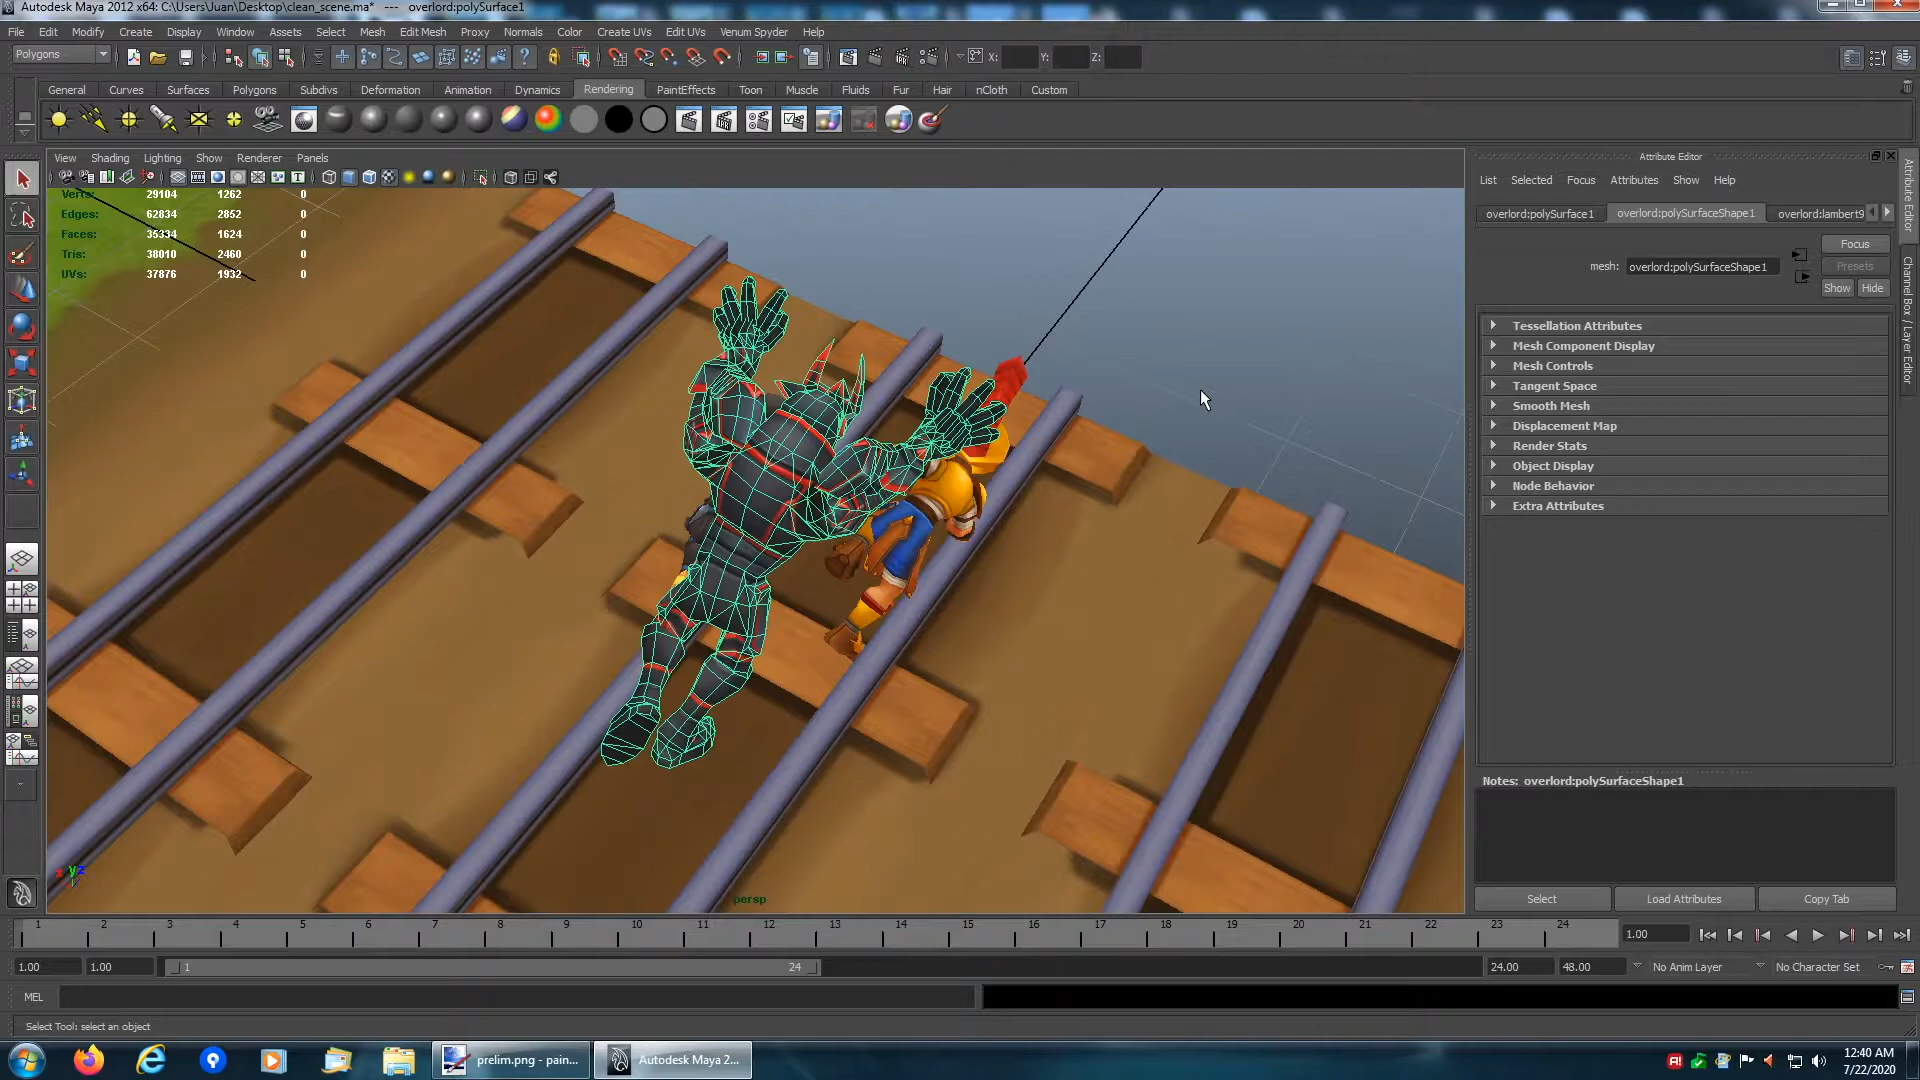 Autodesk Maya 2012 x64: C:\Users\Juan\Desktop\clean_scene.ma* --- overlord:polySurface1
File Edit Modify Create Display Window Assets Select Mesh Edit Mesh Proxy Normals Color Create UVs Edit UVs Venum Spyder Help
Polygons X: Y: Z:
General Curves Surfaces Polygons Subdivs Deformation Animation Dynamics Rendering PaintEffects Toon Muscle Fluids Fur Hair nCloth Custom
View Shading Lighting Show Renderer Panels
Verts: 29104 1262 0
Edges: 62834 2852 0
Faces: 35334 1624 0
Tris: 38010 2460 0
UVs: 37876 1932 0
persp
Attribute Editor
List Selected Focus Attributes Show Help
overlord:polySurface1 overlord:polySurfaceShape1 overlord:lambert9
Focus
mesh: overlord:polySurfaceShape1 Presets
Show Hide
Tessellation Attributes
Mesh Component Display
Mesh Controls
Tangent Space
Smooth Mesh
Displacement Map
Render Stats
Object Display
Node Behavior
Extra Attributes
Notes: overlord:polySurfaceShape1
Select Load Attributes Copy Tab
Attribute Editor
Channel Box / Layer Editor
1 2 3 4 5 6 7 8 9 10 11 12 13 14 15 16 17 18 19 20 21 22 23 24 1.00
1.00 1.00 1 24 24.00 48.00 No Anim Layer No Character Set
MEL
Select Tool: select an object
prelim.png - pain... Autodesk Maya 2...
12:40 AM
7/22/2020